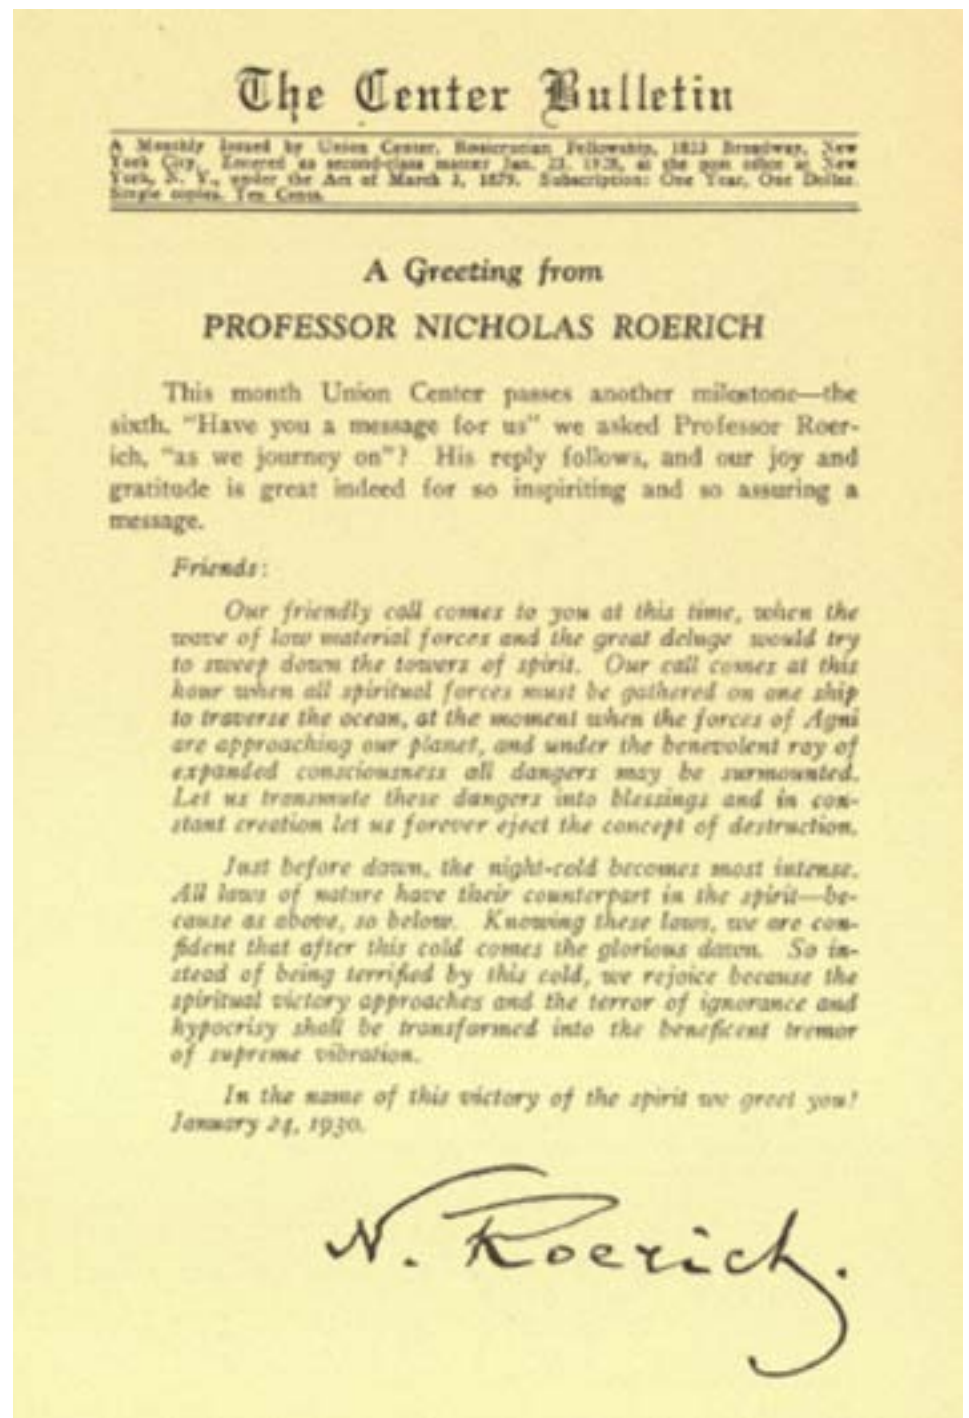 The Center Bulletin
A Monthly Issued by Union Center, Rosicrucian Fellowship, 1823 Broadway, New
York City. Entered as second-class matter Jan. 23, 1928, at the post office at New
York, N. Y., under the Act of March 3, 1879. Subscription: One Year, One Dollar.
Single copies, Ten Cents.
A Greeting from
PROFESSOR NICHOLAS ROERICH
This month Union Center passes another milestone—the
sixth. "Have you a message for us" we asked Professor Roer-
ich, "as we journey on"? His reply follows, and our joy and
gratitude is great indeed for so inspiriting and so assuring a
message.
Friends:
Our friendly call comes to you at this time, when the
wave of low material forces and the great deluge would try
to sweep down the towers of spirit. Our call comes at this
hour when all spiritual forces must be gathered on one ship
to traverse the ocean, at the moment when the forces of Agni
are approaching our planet, and under the benevolent ray of
expanded consciousness all dangers may be surmounted.
Let us transmute these dangers into blessings and in con-
stant creation let us forever eject the concept of destruction.
Just before dawn, the night-cold becomes most intense.
All laws of nature have their counterpart in the spirit—be-
cause as above, so below. Knowing these laws, we are con-
fident that after this cold comes the glorious dawn. So in-
stead of being terrified by this cold, we rejoice because the
spiritual victory approaches and the terror of ignorance and
hypocrisy shall be transformed into the beneficent tremor
of supreme vibration.
In the name of this victory of the spirit we greet you!
January 24, 1930.
N. Roerich.